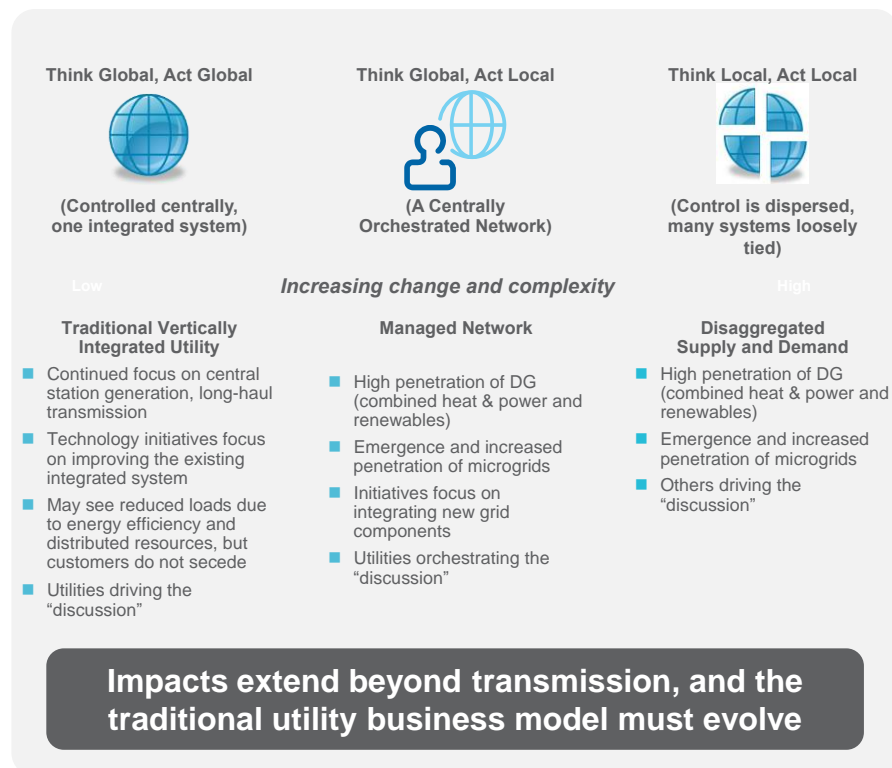 Think Global, Act Global
(Controlled centrally,
one integrated system)
Think Global, Act Local
(A Centrally
Orchestrated Network)
Think Local, Act Local
(Control is dispersed,
many systems loosely
tied)
Low
Increasing change and complexity
High
Traditional Vertically
Integrated Utility
Continued focus on central
station generation, long-haul
transmission
Technology initiatives focus
on improving the existing
integrated system
May see reduced loads due
to energy efficiency and
distributed resources, but
customers do not secede
Utilities driving the
“discussion”
Managed Network
High penetration of DG
(combined heat & power and
renewables)
Emergence and increased
penetration of microgrids
Initiatives focus on
integrating new grid
components
Utilities orchestrating the
“discussion”
Disaggregated
Supply and Demand
High penetration of DG
(combined heat & power and
renewables)
Emergence and increased
penetration of microgrids
Others driving the
“discussion”
Impacts extend beyond transmission, and the
traditional utility business model must evolve